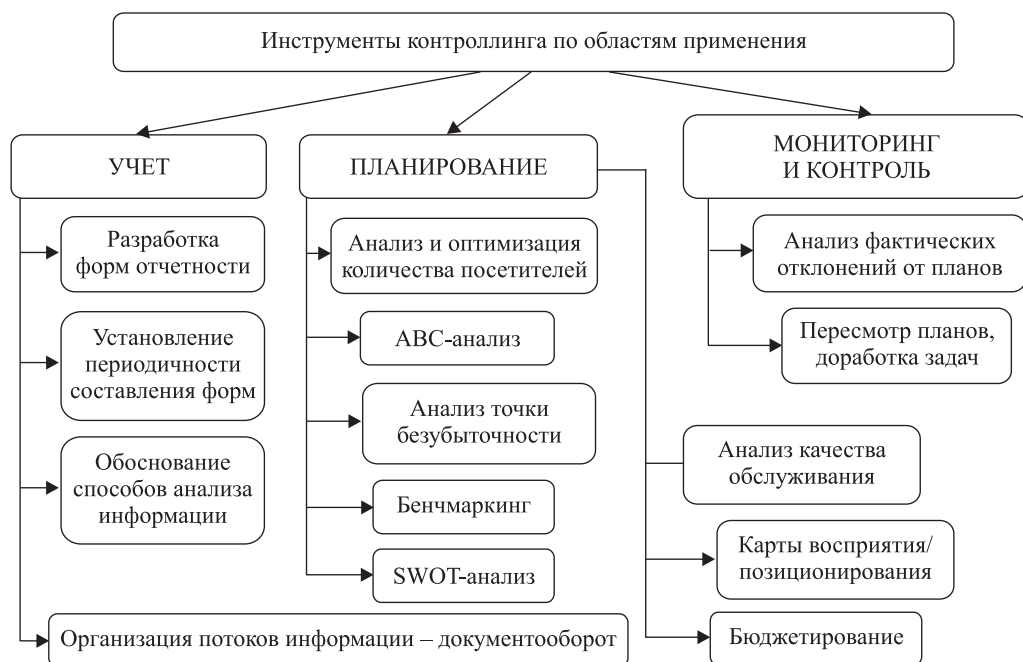 Инструменты контроллинга по областям применения
УЧЕТ
Разработка
форм отчетности
Установление
периодичности
составления форм
Обоснование
способов анализа
информации
Организация потоков информации – документооборот
ПЛАНИРОВАНИЕ
Анализ и оптимизация
количества посетителей
АВС-анализ
Анализ точки
безубыточности
Бенчмаркинг
SWOT-анализ
Анализ качества
обслуживания
Карты восприятия/
позиционирования
Бюджетирование
МОНИТОРИНГ
И КОНТРОЛЬ
Анализ фактических
отклонений от планов
Пересмотр планов,
доработка задач